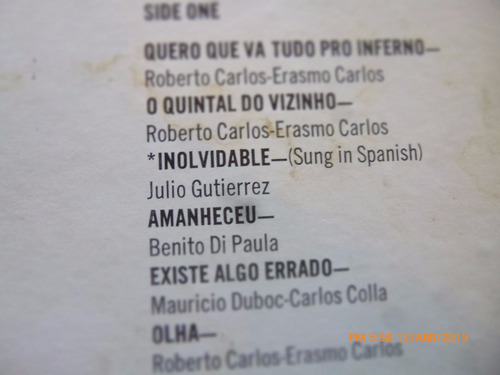 SIDE ONE
QUERO QUE VA TUDO PRO INFERNO—
Roberto Carlos-Erasmo Carlos
O QUINTAL DO VIZINHO—
Roberto Carlos-Erasmo Carlos
*INOLVIDABLE—(Sung in Spanish)
Julio Gutierrez
AMANHECEU—
Benito Di Paula
EXISTE ALGO ERRADO—
Mauricio Duboc-Carlos Colla
OLHA—
Roberto Carlos-Erasmo Carlos